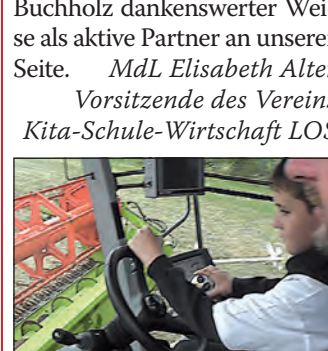 Buchholz dankenswerter Wei-
se als aktive Partner an unserer
Seite. MdL Elisabeth Alter
Vorsitzende des Vereins
Kita-Schule-Wirtschaft LOS